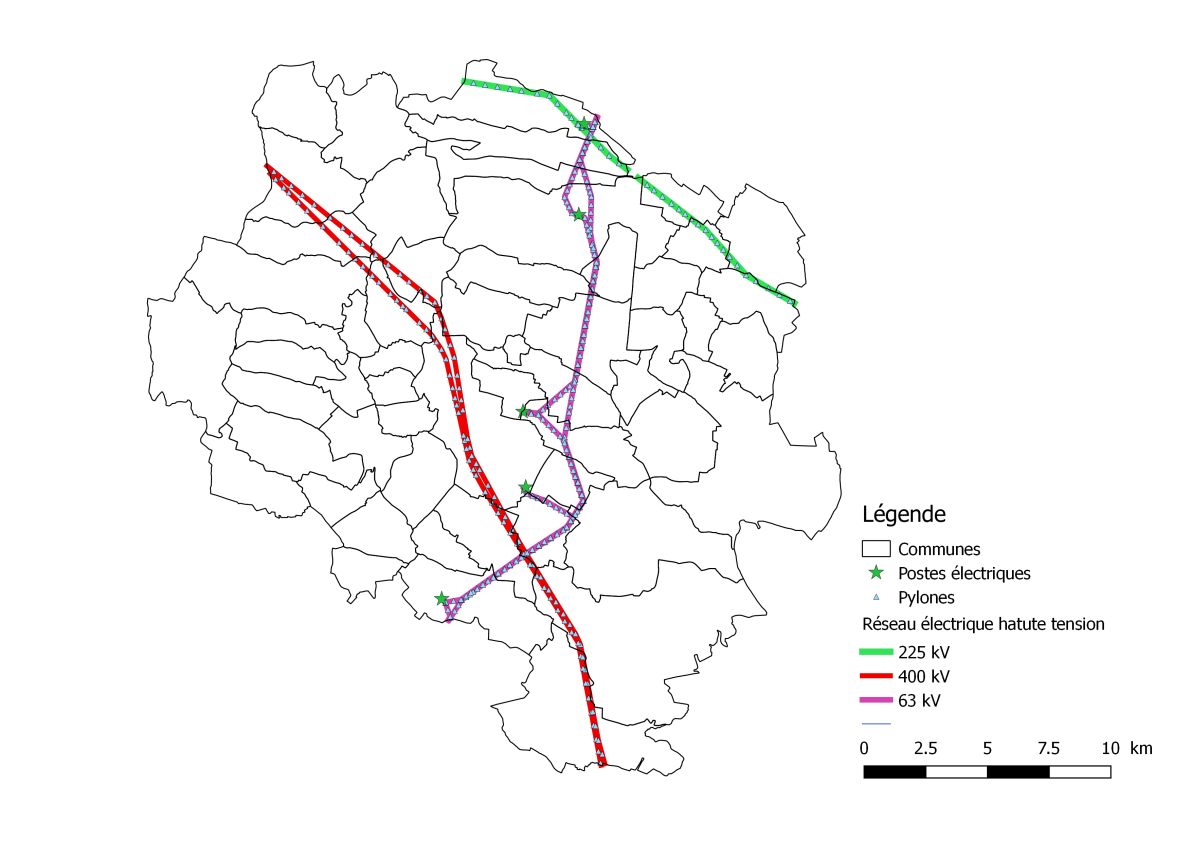 Légende
Communes
Postes électriques
Pylones
Réseau électrique hatute tension
225 kV
400 kV
63 kV
0 2.5 5 7.5 10 km